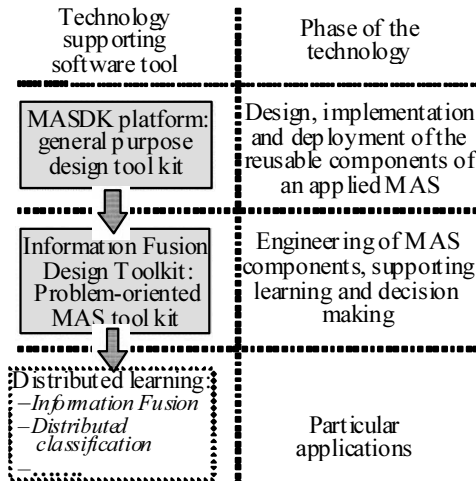 Technology
supporting
software tool
Phase of the
technology
MASDK platform:
general purpose
design tool kit
Design, implementation
and deployment of the
reusable components of
an applied MAS
Information Fusion
Design Toolkit:
Problem-oriented
MAS tool kit
Engineering of MAS
components, supporting
learning and decision
making
Distributed learning:
–Information Fusion
–Distributed
classification
–.......
Particular
applications